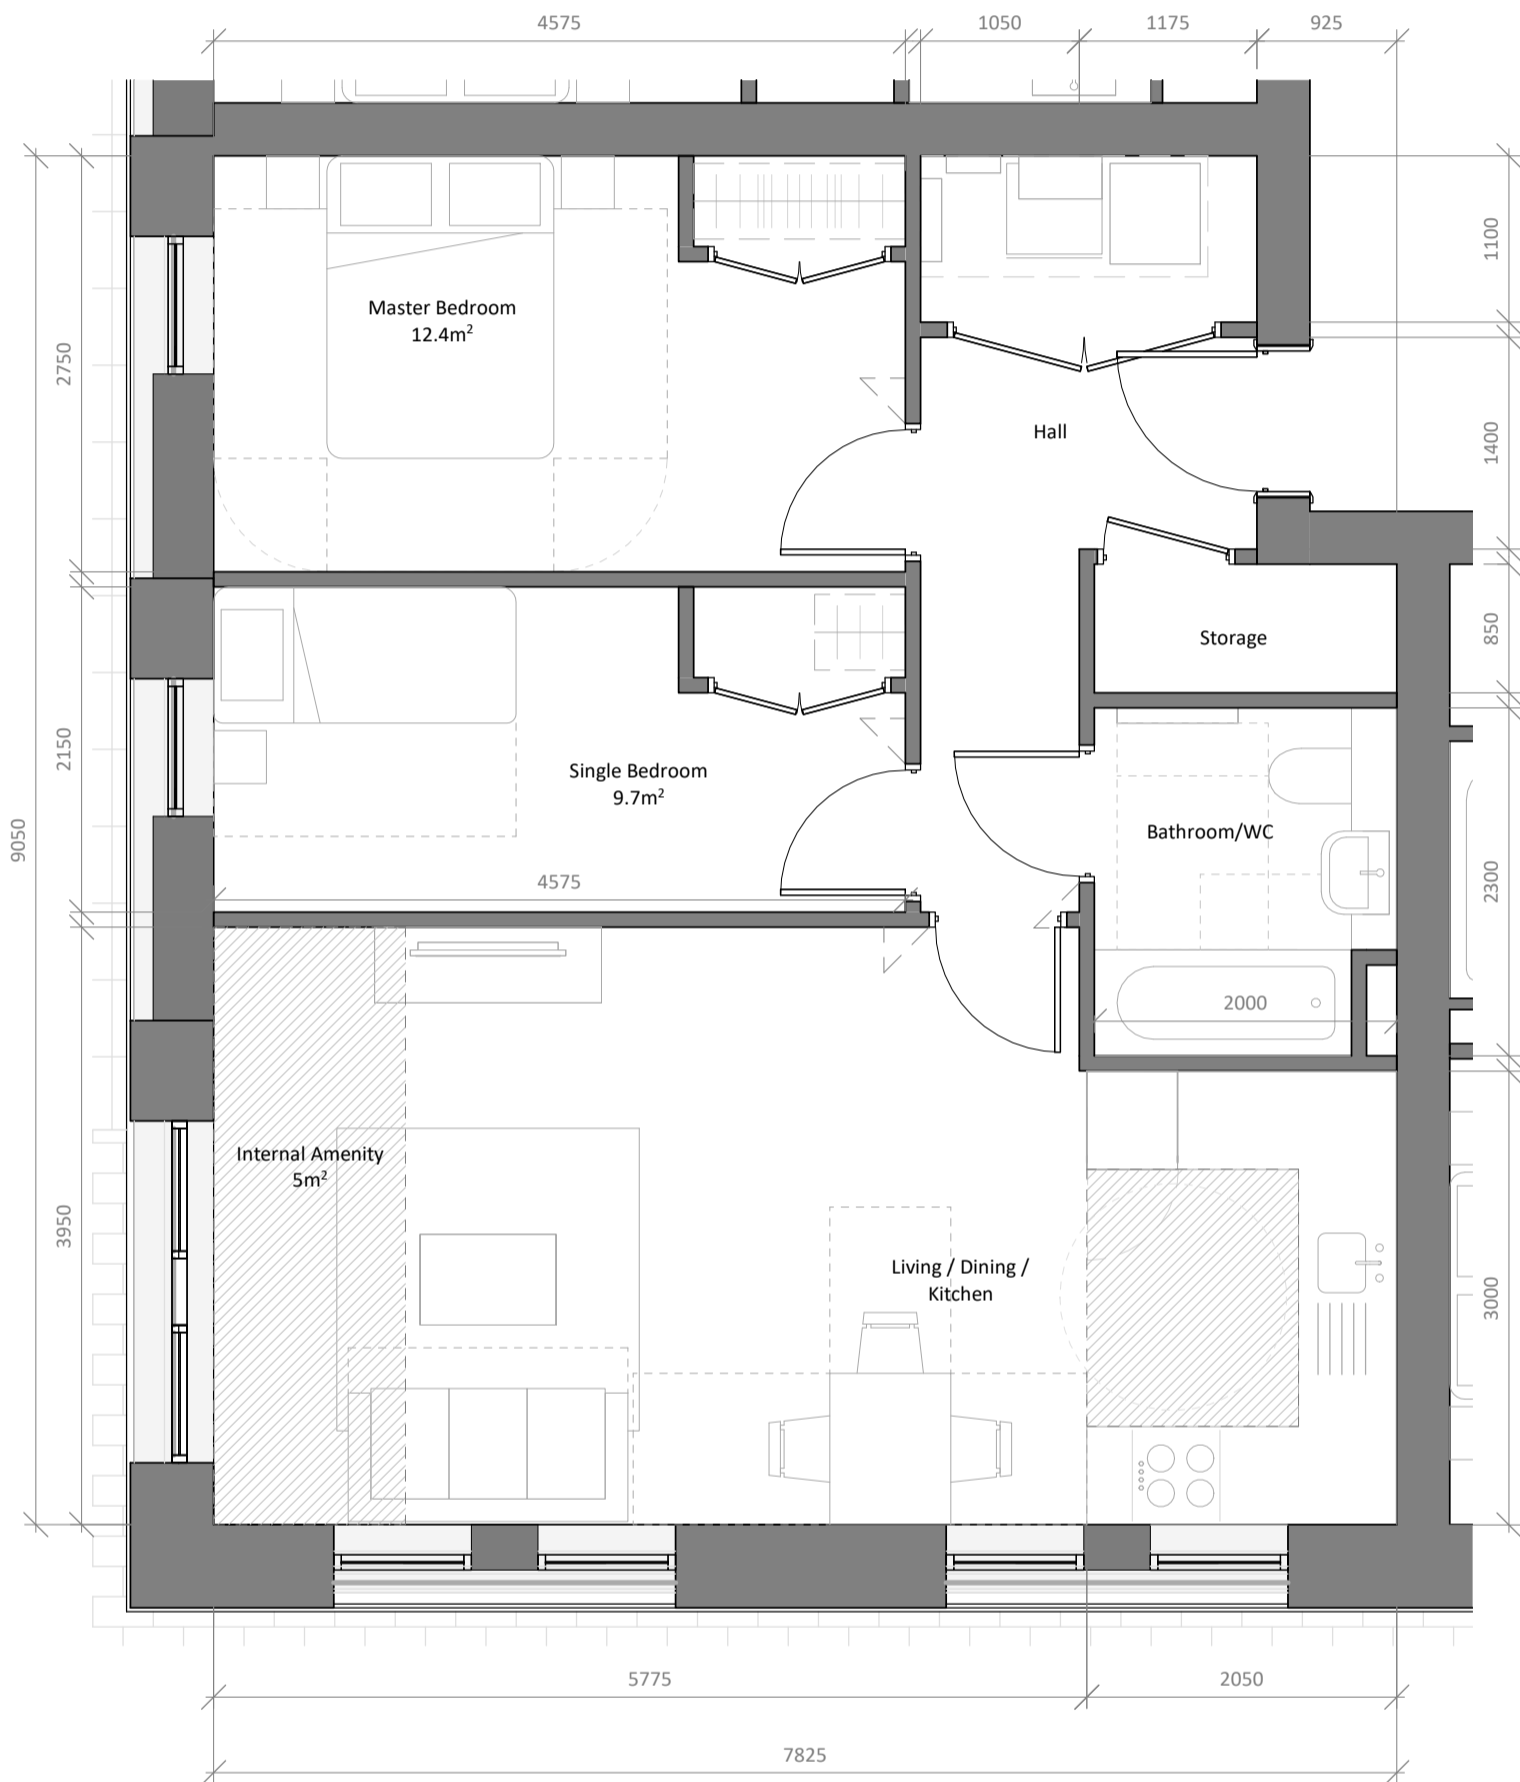 4575
1050
1175
925
Master Bedroom
12.4m²
1100
2750
Hall
1400
Storage
850
2150
Single Bedroom
9.7m²
Bathroom/WC
9050
4575
2300
2000
Internal Amenity
5m²
3950
Living / Dining /
Kitchen
3000
5775
2050
7825